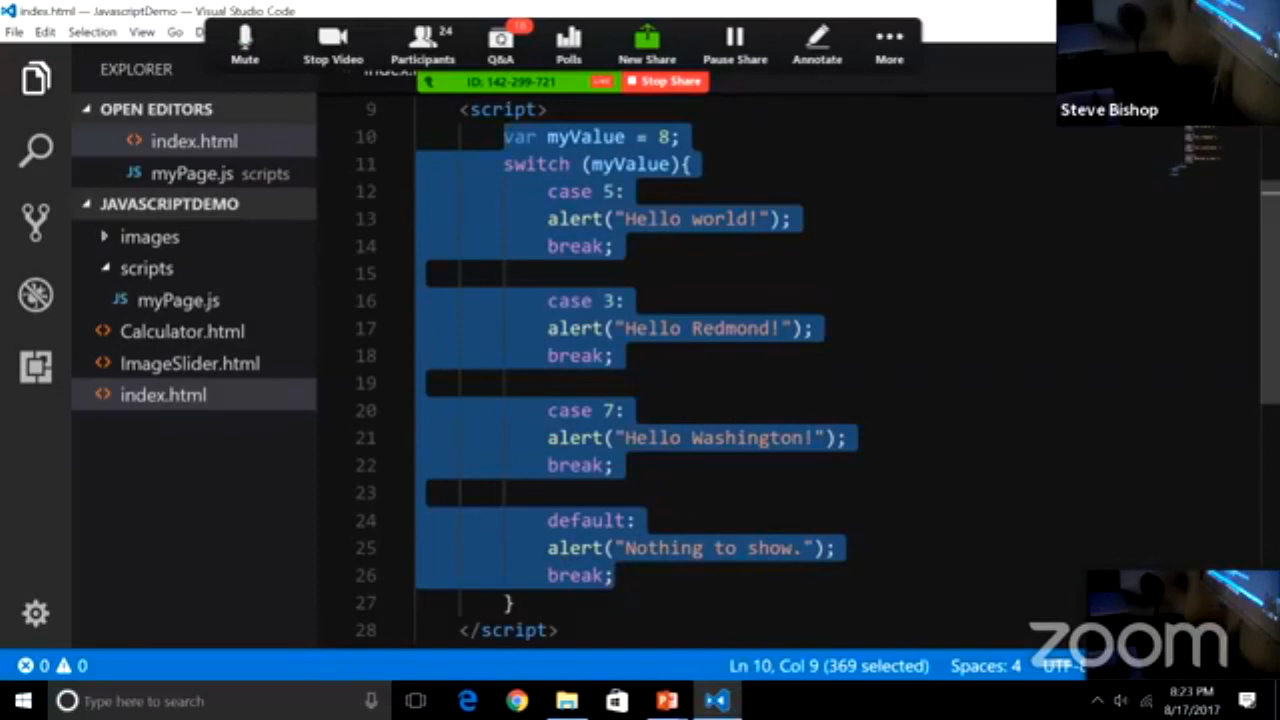 index.html — JavascriptDemo — Visual Studio Code
File Edit Selection View Go
Mute Stop Video Participants 24 Q&A Polls New Share Pause Share Annotate More
ID: 142-299-721 LIVE Stop Share
Steve Bishop
EXPLORER
OPEN EDITORS
index.html
myPage.js scripts
JAVASCRIPTDEMO
images
scripts
JS myPage.js
Calculator.html
ImageSlider.html
index.html
9 <script>
10 var myValue = 8;
11 switch (myValue){
12 case 5:
13 alert("Hello world!");
14 break;
15
16 case 3:
17 alert("Hello Redmond!");
18 break;
19
20 case 7:
21 alert("Hello Washington!");
22 break;
23
24 default:
25 alert("Nothing to show.");
26 break;
27 }
28 </script>
zoom
0 0 Ln 10, Col 9 (369 selected) Spaces: 4
Type here to search
8:23 PM
8/17/2017